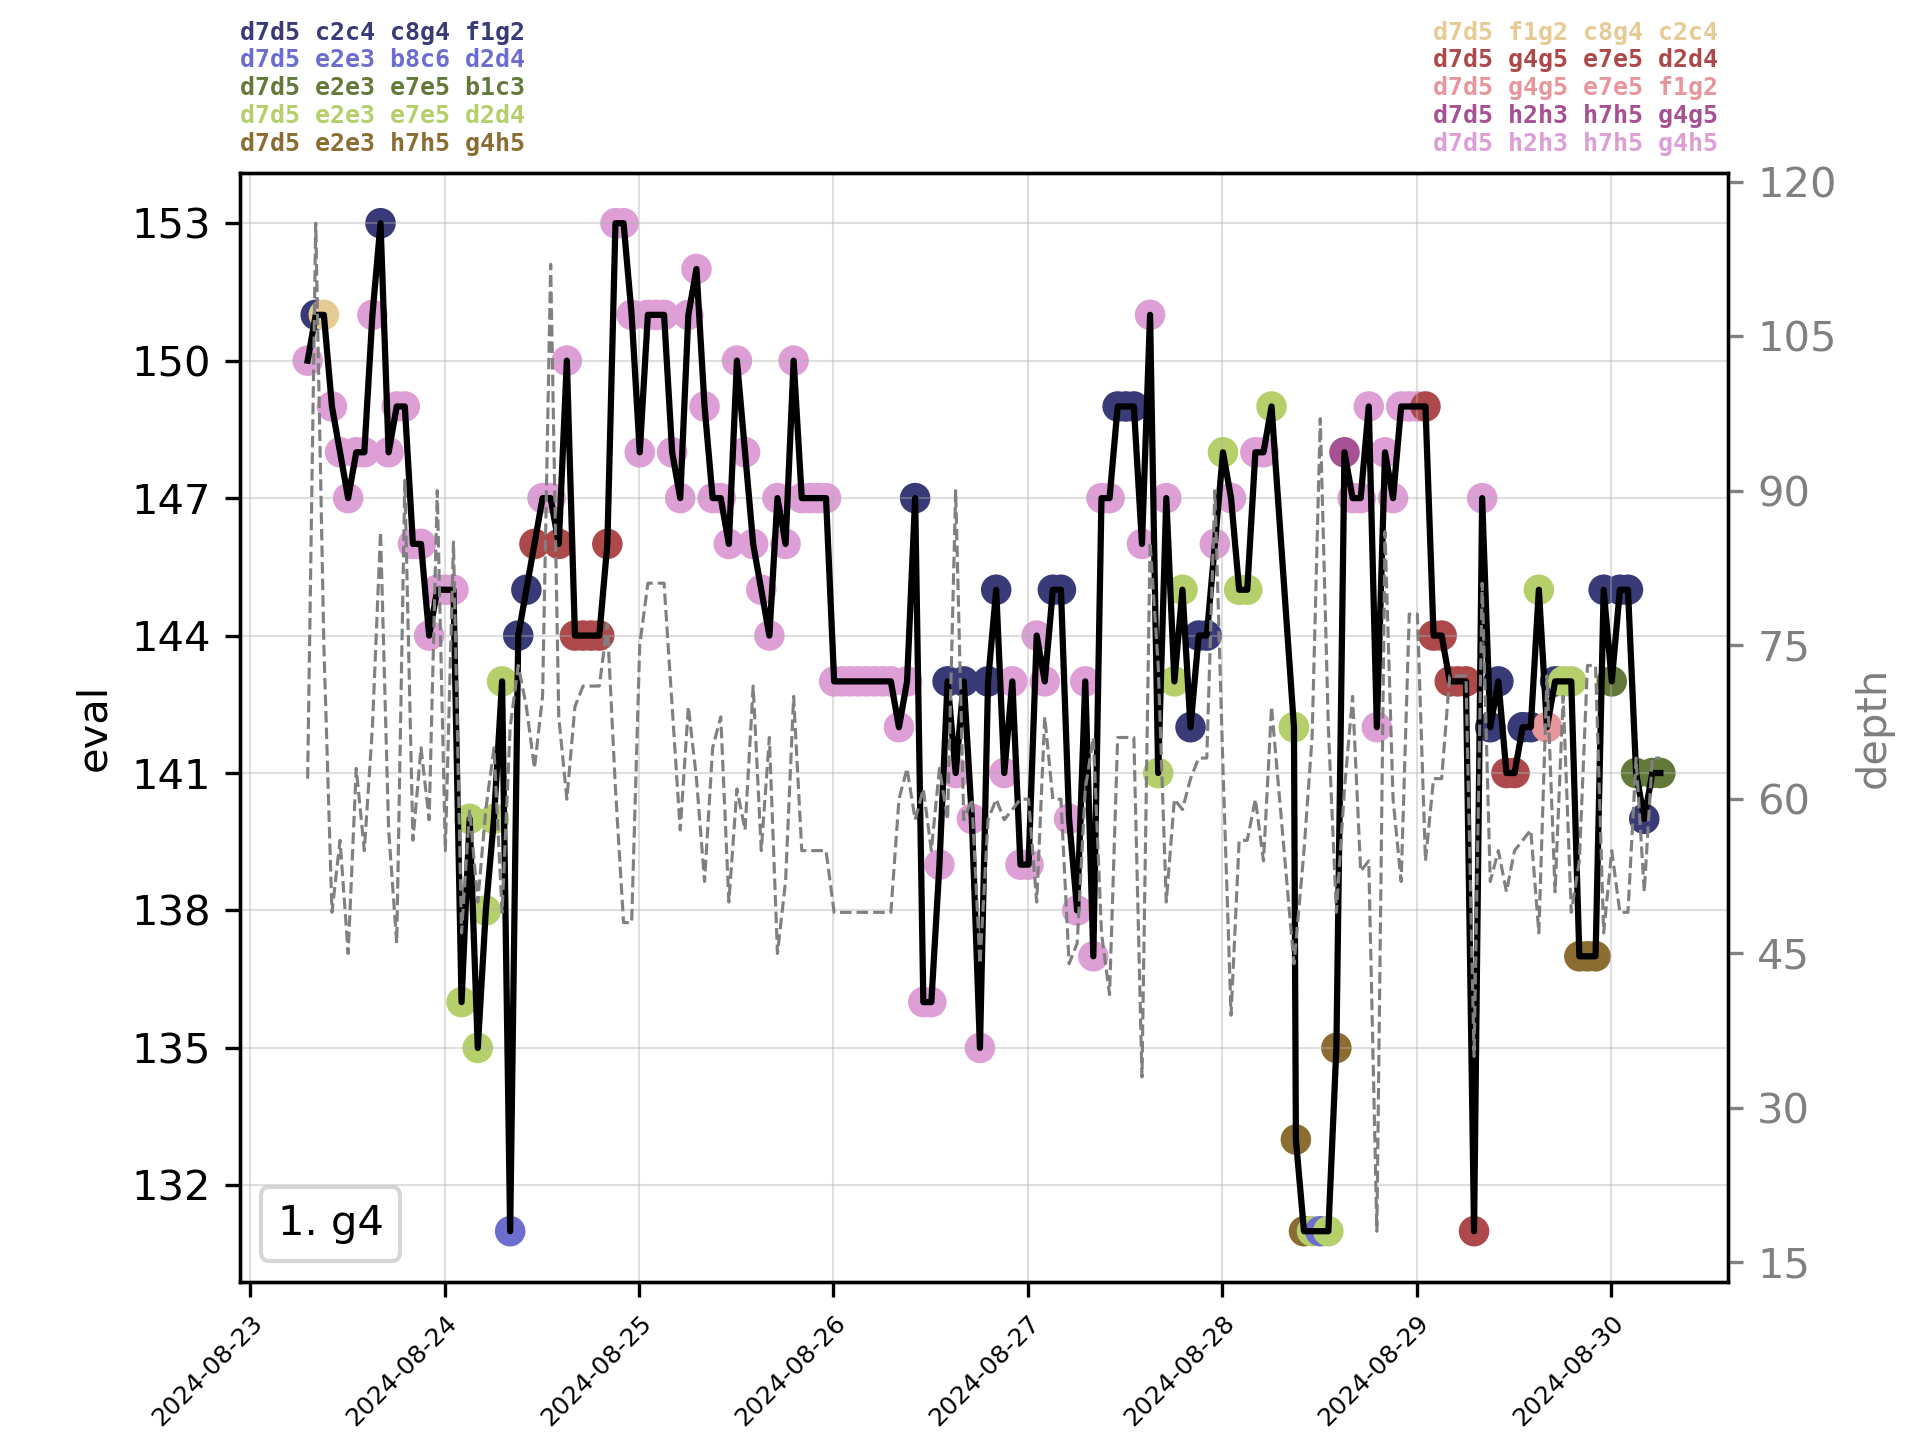 d7d5 c2c4 c8g4 f1g2
d7d5 e2e3 b8c6 d2d4
d7d5 e2e3 e7e5 b1c3
d7d5 e2e3 e7e5 d2d4
d7d5 e2e3 h7h5 g4h5
d7d5 f1g2 c8g4 c2c4
d7d5 g4g5 e7e5 d2d4
d7d5 g4g5 e7e5 f1g2
d7d5 h2h3 h7h5 g4g5
d7d5 h2h3 h7h5 g4h5
153
150
147
144
141
138
135
132
eval
120
105
90
75
60
45
30
15
depth
1. g4
2024-08-23
2024-08-24
2024-08-25
2024-08-26
2024-08-27
2024-08-28
2024-08-29
2024-08-30